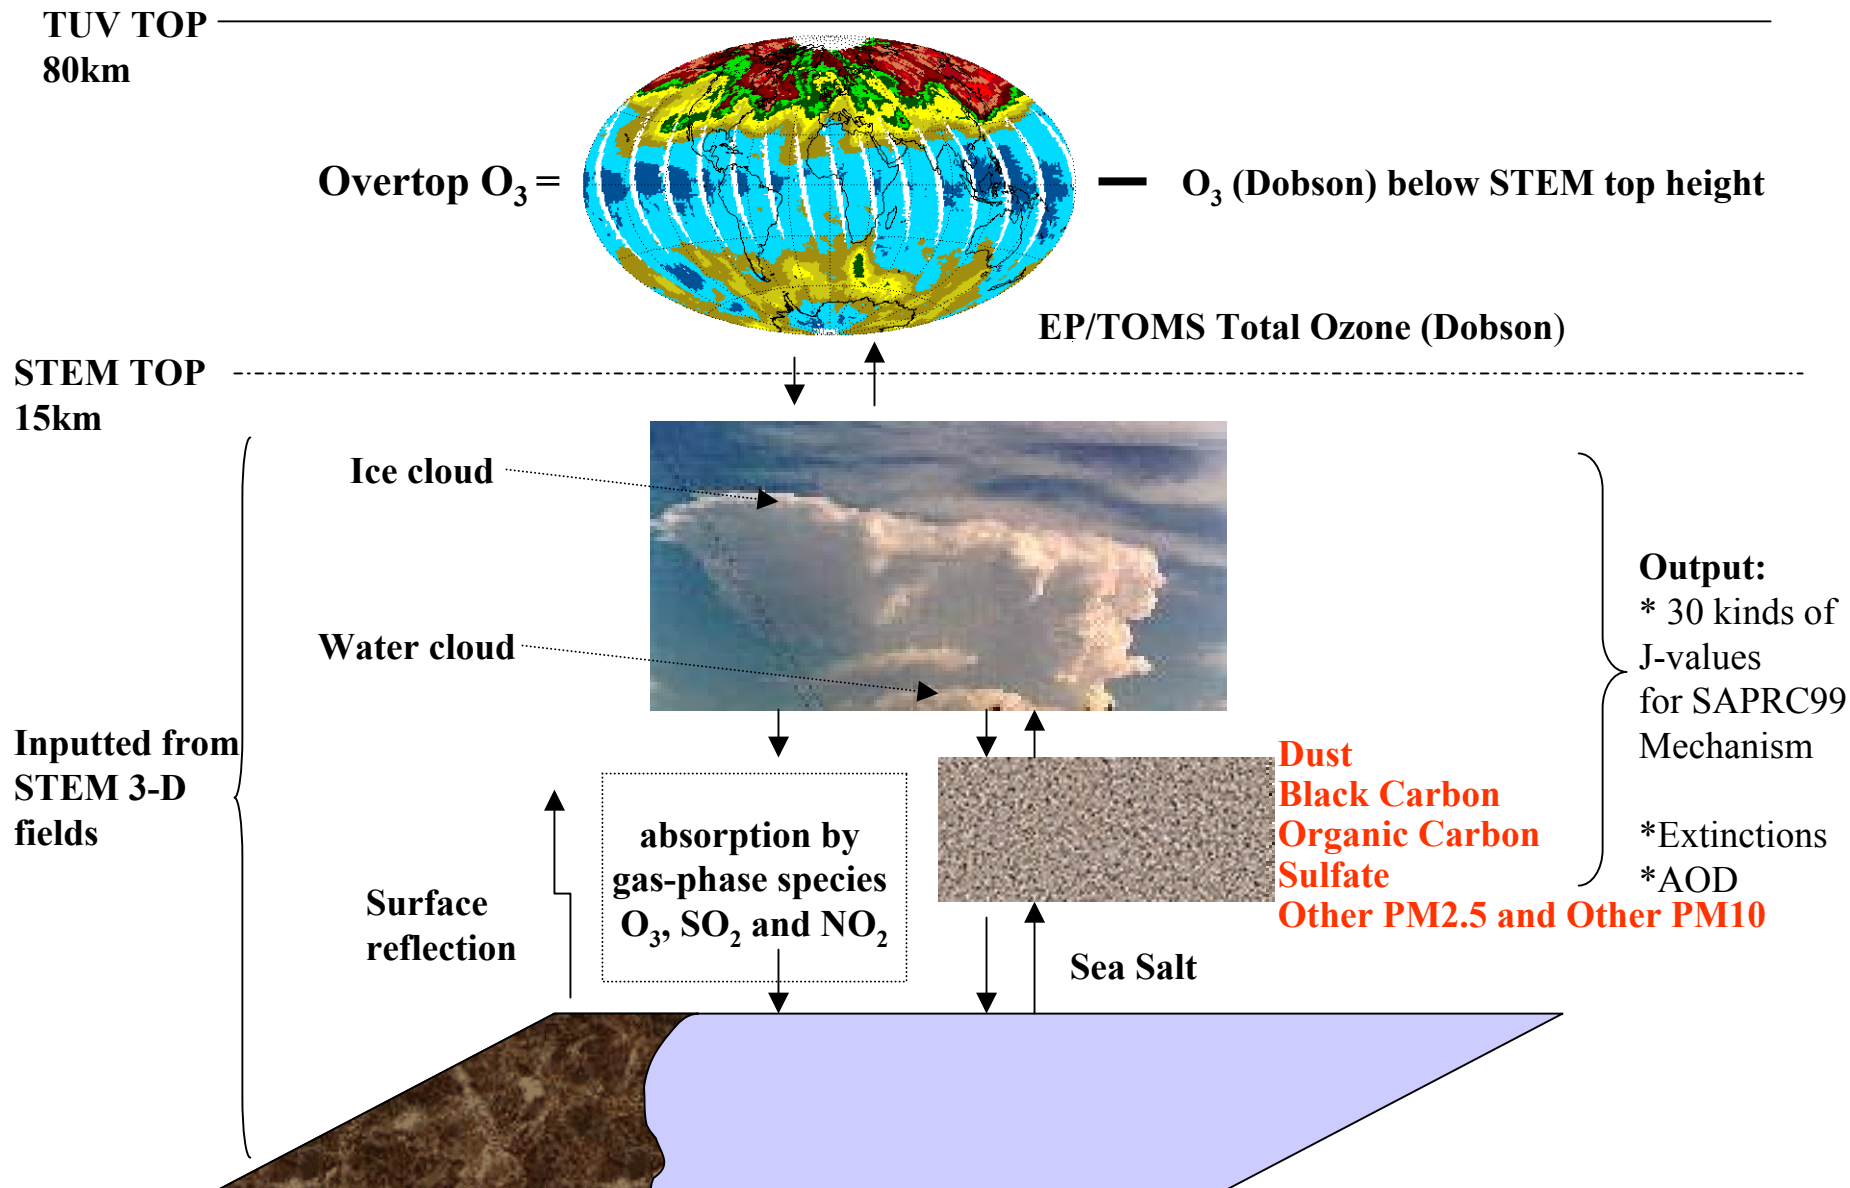 TUV TOP
80km
Overtop O₃ =
— O₃ (Dobson) below STEM top height
EP/TOMS Total Ozone (Dobson)
STEM TOP
15km
Ice cloud
Water cloud
Inputted from
STEM 3-D
fields
Surface
reflection
absorption by
gas-phase species
O₃, SO₂ and NO₂
Dust
Black Carbon
Organic Carbon
Sulfate
Other PM2.5 and Other PM10
Sea Salt
Output:
* 30 kinds of
J-values
for SAPRC99
Mechanism
*Extinctions
*AOD